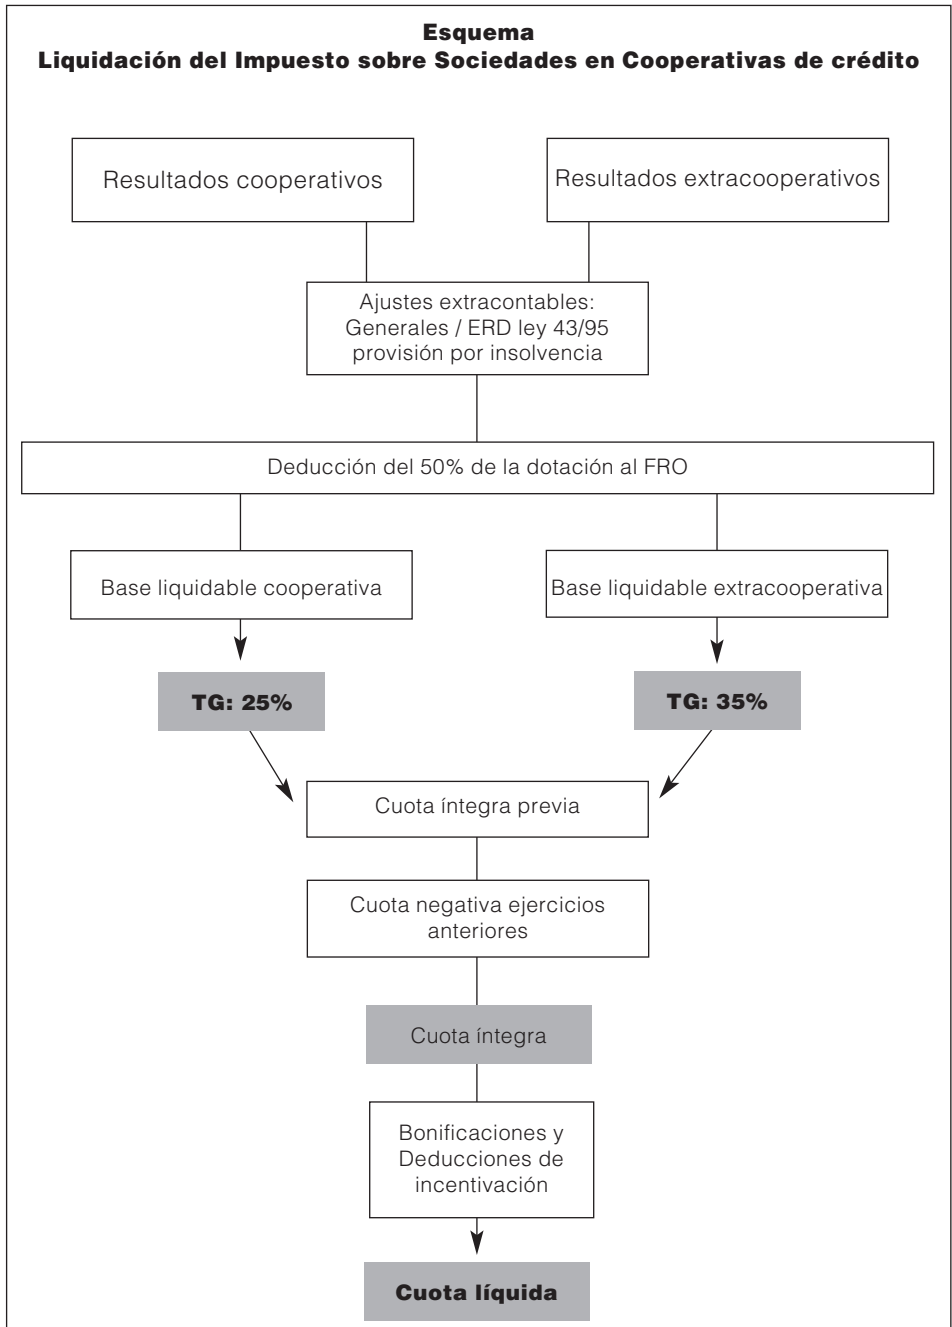 Esquema
Liquidación del Impuesto sobre Sociedades en Cooperativas de crédito
Resultados cooperativos
Resultados extracooperativos
Ajustes extracontables:
Generales / ERD ley 43/95
provisión por insolvencia
Deducción del 50% de la dotación al FRO
Base liquidable cooperativa
Base liquidable extracooperativa
TG: 25%
TG: 35%
Cuota íntegra previa
Cuota negativa ejercicios
anteriores
Cuota íntegra
Bonificaciones y
Deducciones de
incentivación
Cuota líquida